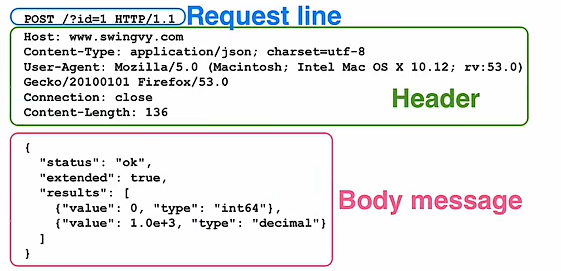 POST /?id=1 HTTP/1.1 Request line
Host: www.swingvy.com
Content-Type: application/json; charset=utf-8
User-Agent: Mozilla/5.0 (Macintosh; Intel Mac OS X 10.12; rv:53.0)
Gecko/20100101 Firefox/53.0
Connection: close
Content-Length: 136
Header
{
  "status": "ok",
  "extended": true,
  "results": [
    {"value": 0, "type": "int64"},
    {"value": 1.0e+3, "type": "decimal"}
  ]
}
Body message